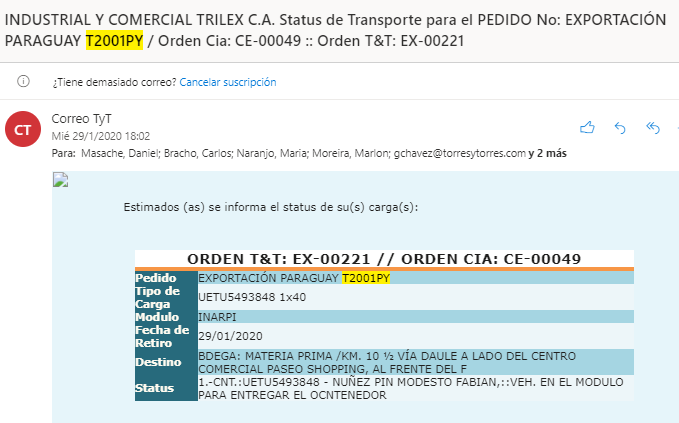 INDUSTRIAL Y COMERCIAL TRILEX C.A. Status de Transporte para el PEDIDO No: EXPORTACIÓN
PARAGUAY T2001PY / Orden Cia: CE-00049 :: Orden T&T: EX-00221
¿Tiene demasiado correo? Cancelar suscripción
CT
Correo TyT
Mié 29/1/2020 18:02
Para: Masache, Daniel; Bracho, Carlos; Naranjo, Maria; Moreira, Marlon; gchavez@torresytorres.com y 2 más
Estimados (as) se informa el status de su(s) carga(s):
ORDEN T&T: EX-00221 // ORDEN CIA: CE-00049
Pedido EXPORTACIÓN PARAGUAY T2001PY
Tipo de
Carga UETU5493848 1x40
Modulo INARPI
Fecha de
Retiro 29/01/2020
Destino BDEGA: MATERIA PRIMA /KM. 10 ½ VÍA DAULE A LADO DEL CENTRO
COMERCIAL PASEO SHOPPING, AL FRENTE DEL F
Status 1.-CNT.:UETU5493848 - NUÑEZ PIN MODESTO FABIAN,::VEH. EN EL MODULO
PARA ENTREGAR EL OCNTENEDOR